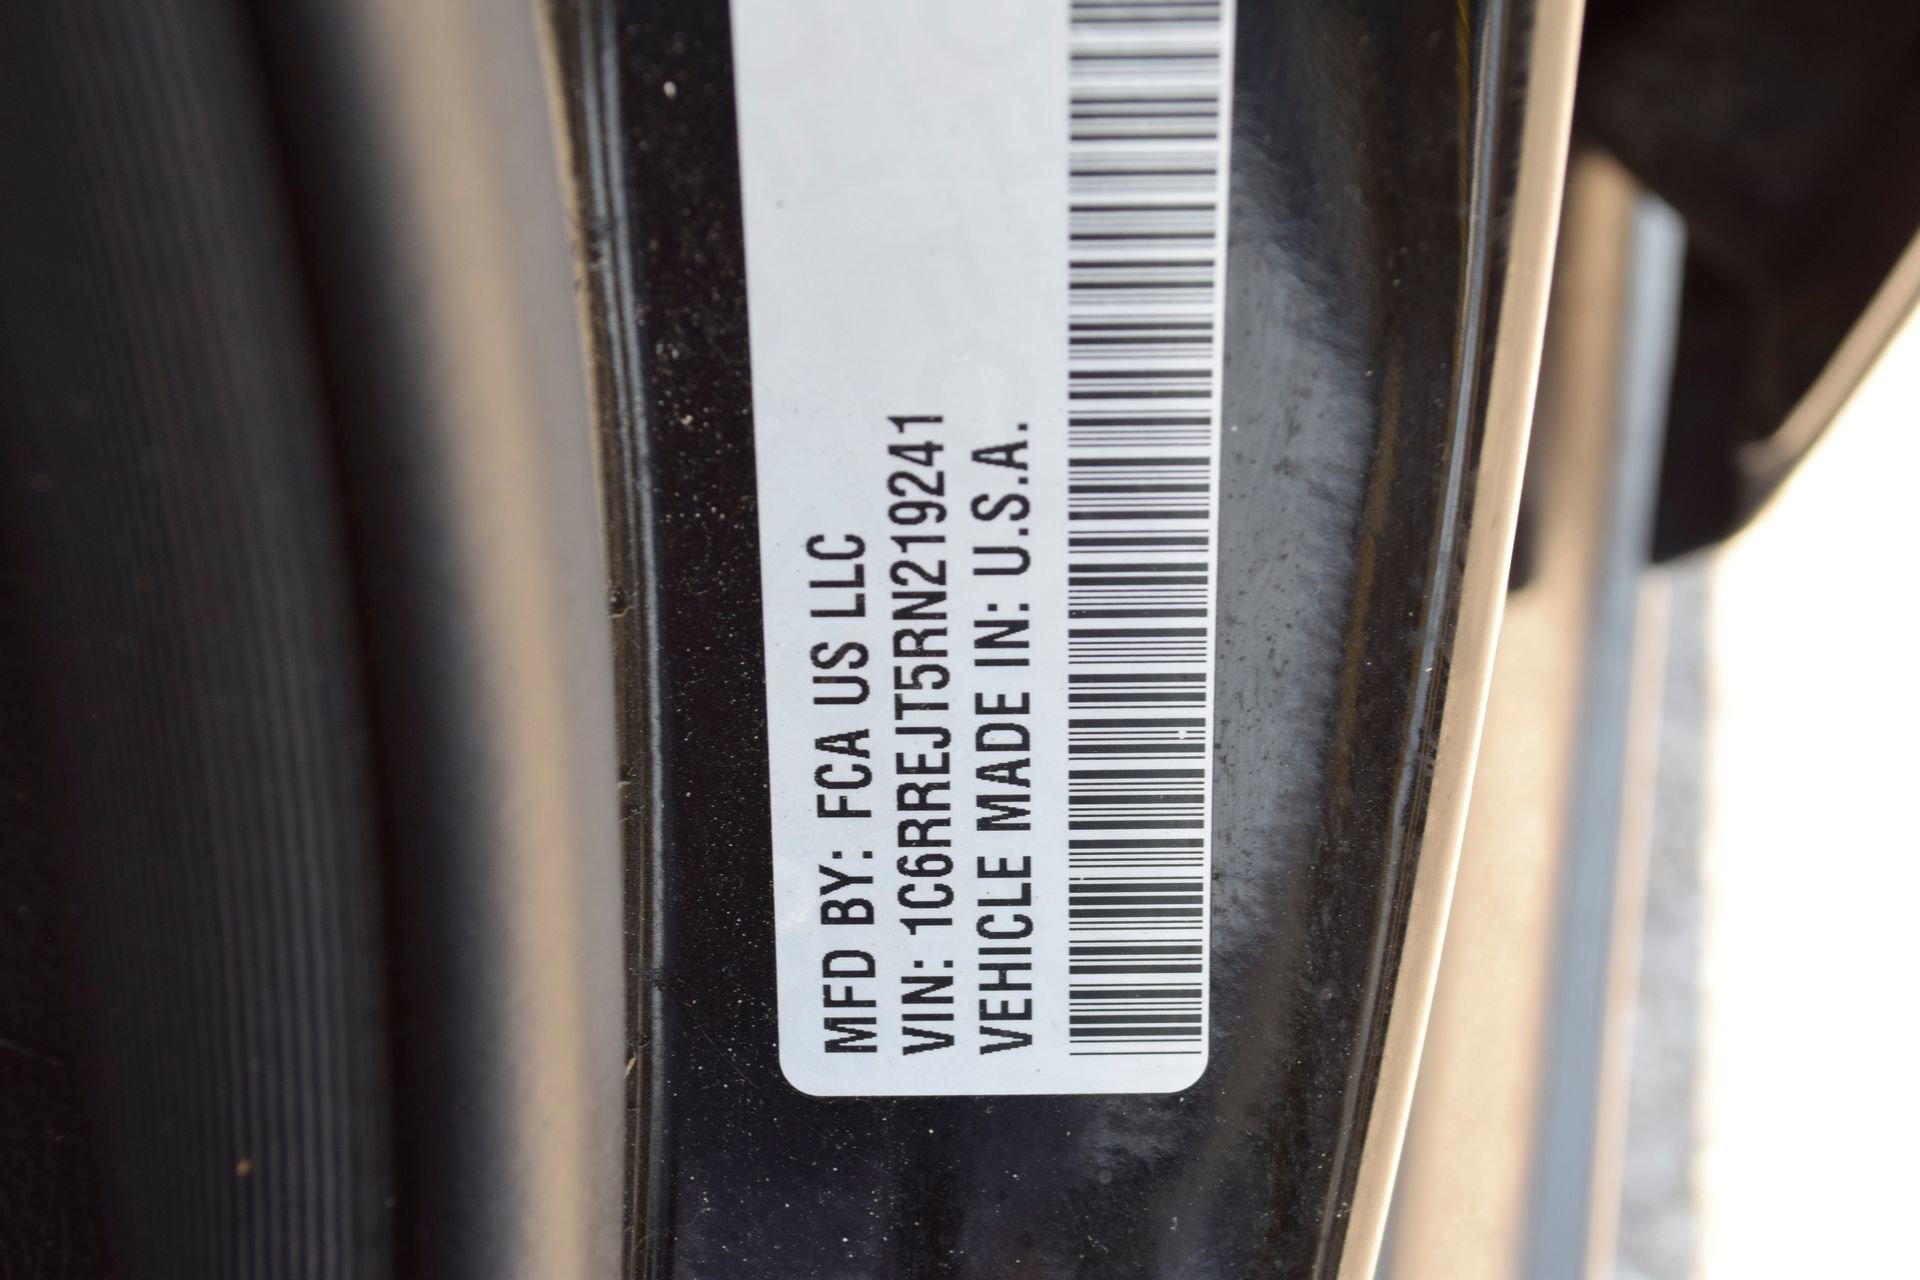 MFD BY: FCA US LLC
VIN: 1C6RREJT5RN219241
VEHICLE MADE IN: U.S.A.